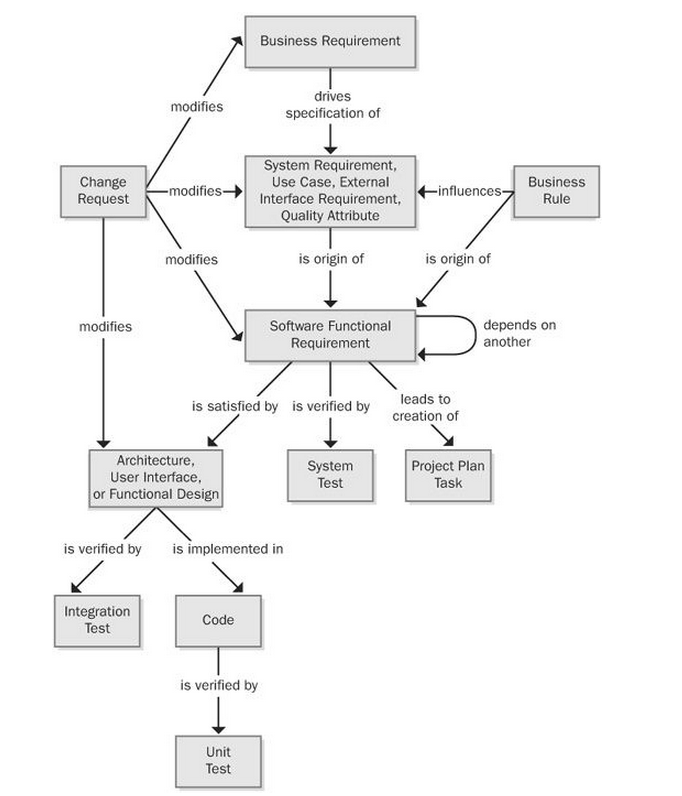 Business Requirement
modifies
drives
specification of
Change
Request
modifies
System Requirement,
Use Case, External
Interface Requirement,
Quality Attribute
influences
Business
Rule
modifies
is origin of
is origin of
modifies
Software Functional
Requirement
depends on
another
is satisfied by
is verified by
leads to
creation of
Architecture,
User Interface,
or Functional Design
System
Test
Project Plan
Task
is verified by
is implemented in
Integration
Test
Code
is verified by
Unit
Test